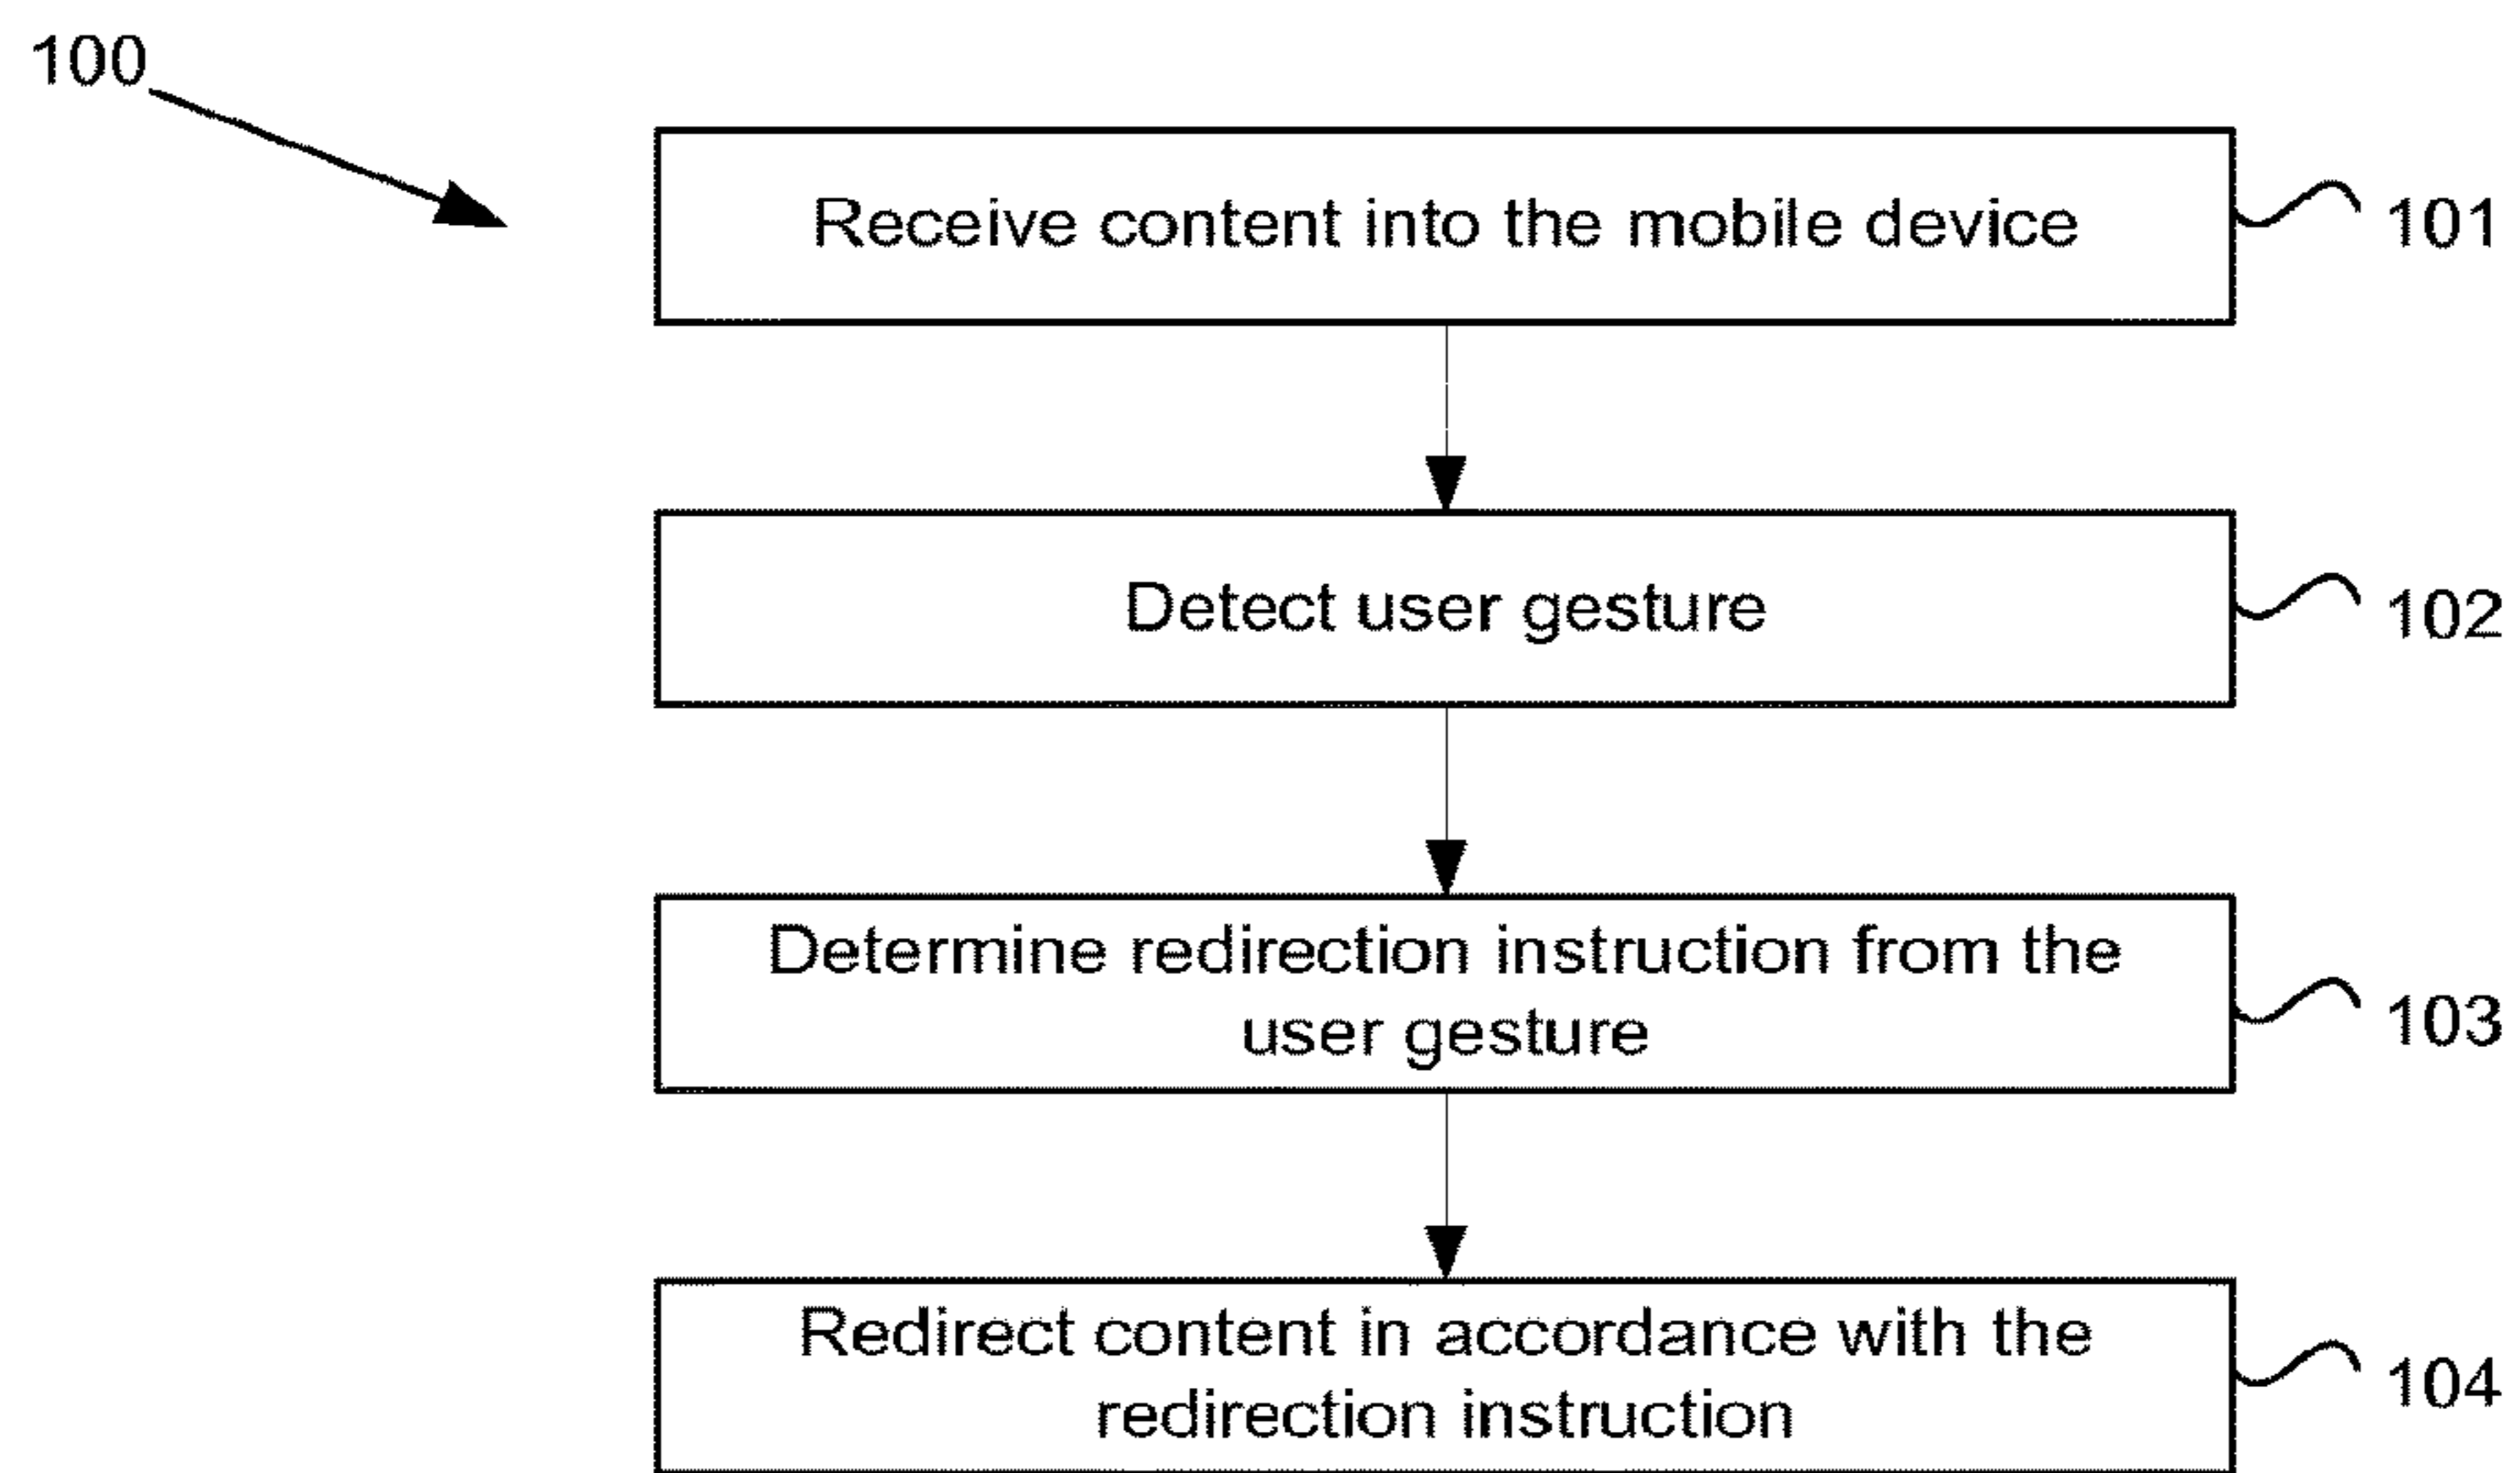 100
Receive content into the mobile device
101
Detect user gesture
102
Determine redirection instruction from the
user gesture
103
Redirect content in accordance with the
redirection instruction
104